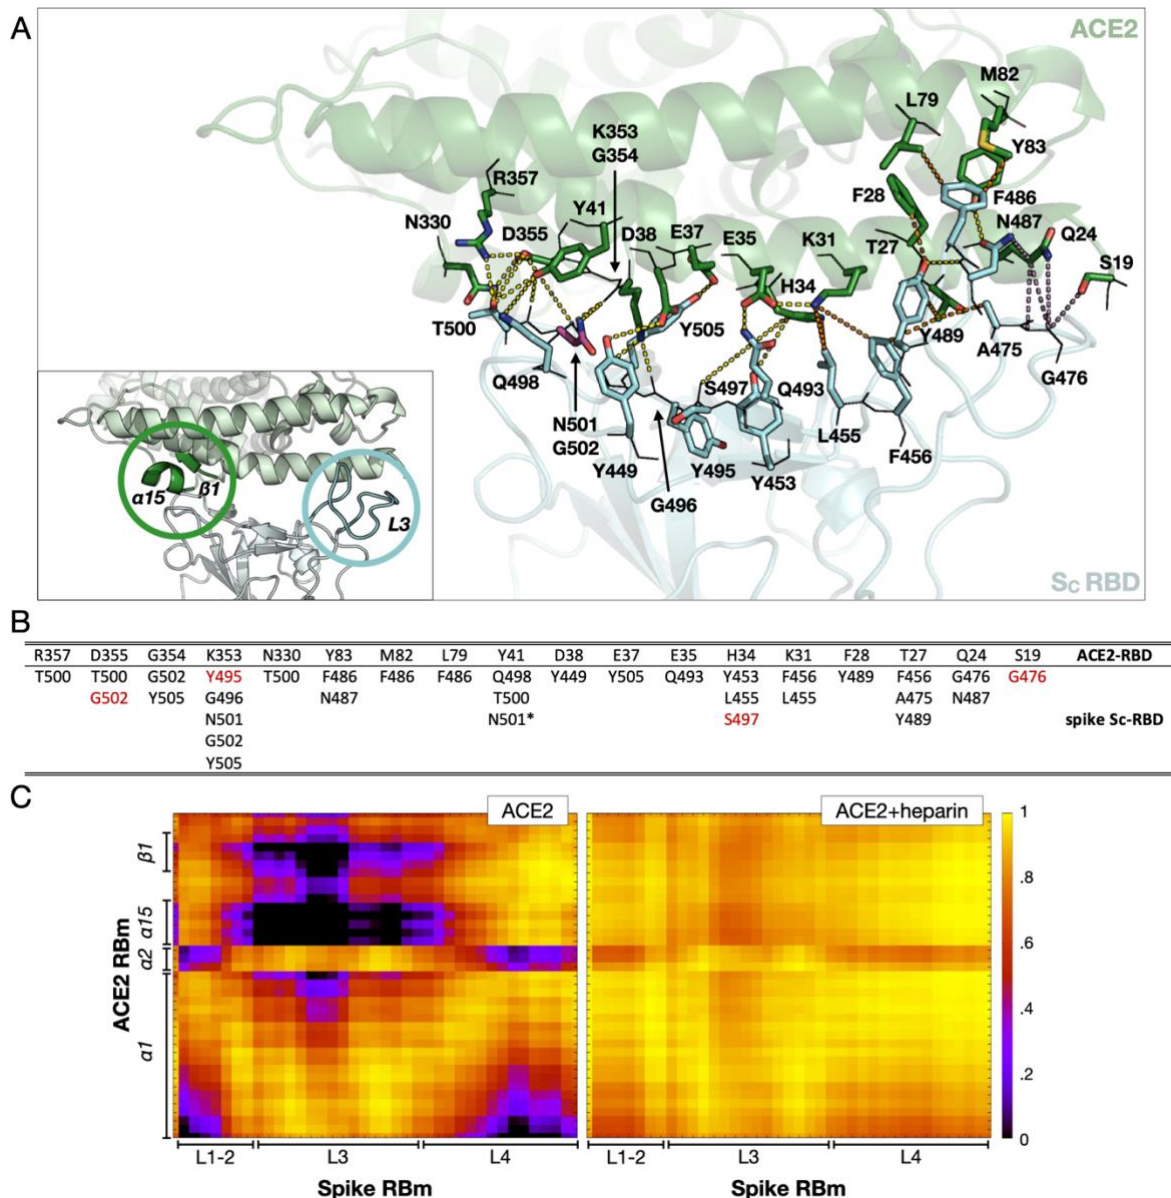 A
ACE2
M82
L79
K353
G354
Y83
R357
F28
F486
N330
Y41
N487
D355
D38
E37
E35
K31
T27
Q24
S19
H34
T500
Y505
Y489
A475
Q498
S497
Q493
G476
N501
G502
L455
Y449
Y495
Y453
F456
G496
α15
β1
L3
Sc RBD
B
R357 D355 G354 K353 N330 Y83 M82 L79 Y41 D38 E37 E35 H34 K31 F28 T27 Q24 S19 ACE2-RBD
T500 T500 G502 Y495 T500 F486 F486 F486 Q498 Y449 Y505 Q493 Y453 F456 Y489 F456 G476 G476
G502 Y505 G496 N487 T500 L455 L455 A475 N487
N501 N501* S497 Y489 spike Sc-RBD
G502
Y505
C
ACE2 ACE2+heparin
1
β1
.8
α15
.6
α2
ACE2 RBm
.4
α1
.2
0
L1-2 L3 L4 L1-2 L3 L4
Spike RBm Spike RBm